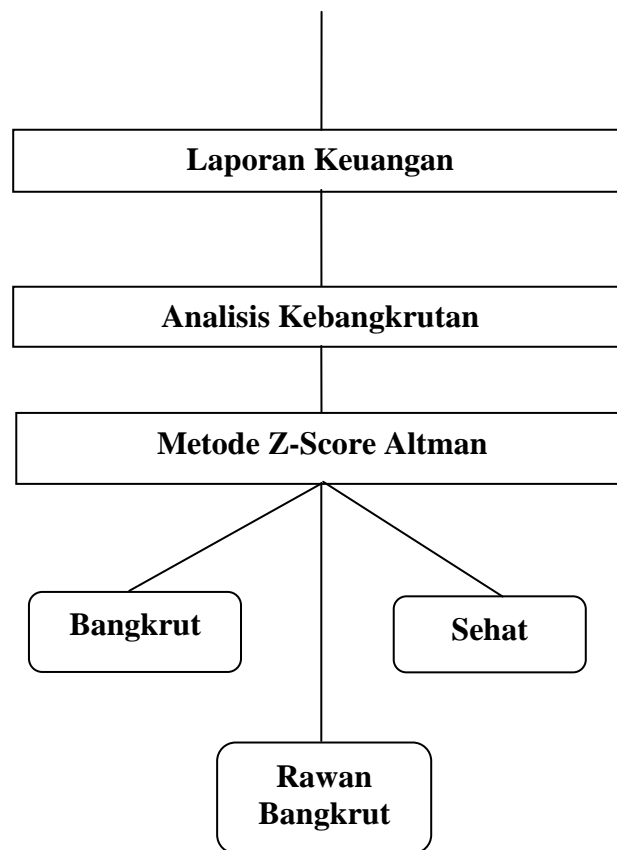 Laporan Keuangan
Analisis Kebangkrutan
Metode Z-Score Altman
Bangkrut
Sehat
Rawan
Bangkrut